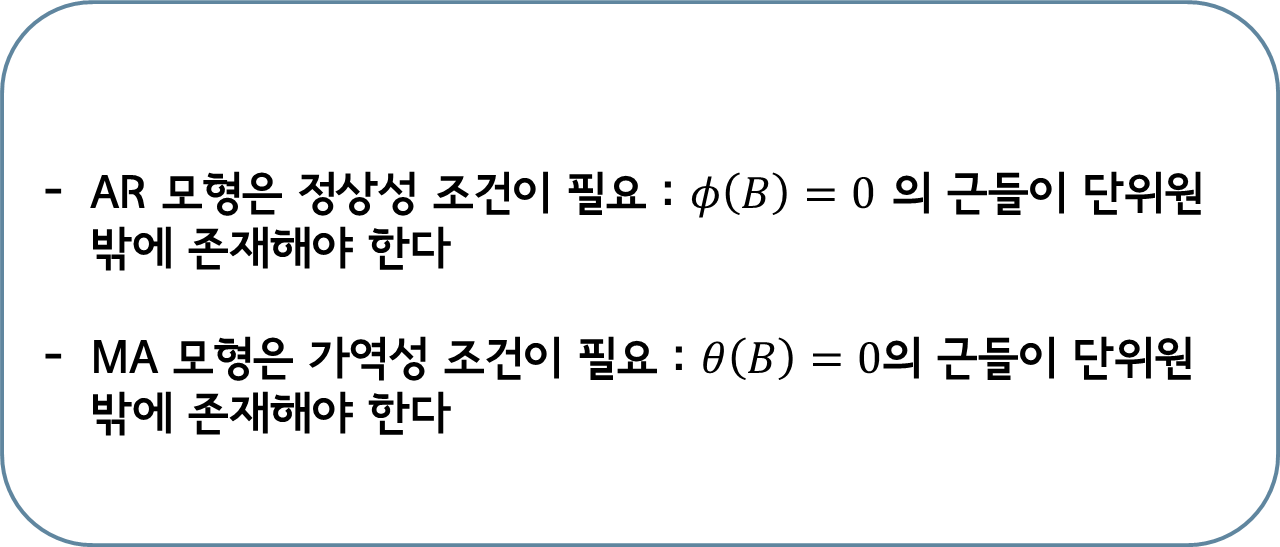 - AR 모형은 정상성 조건이 필요 : 𝜙(𝐵) = 0 의 근들이 단위원
밖에 존재해야 한다
- MA 모형은 가역성 조건이 필요 : 𝜃(𝐵) = 0의 근들이 단위원
밖에 존재해야 한다